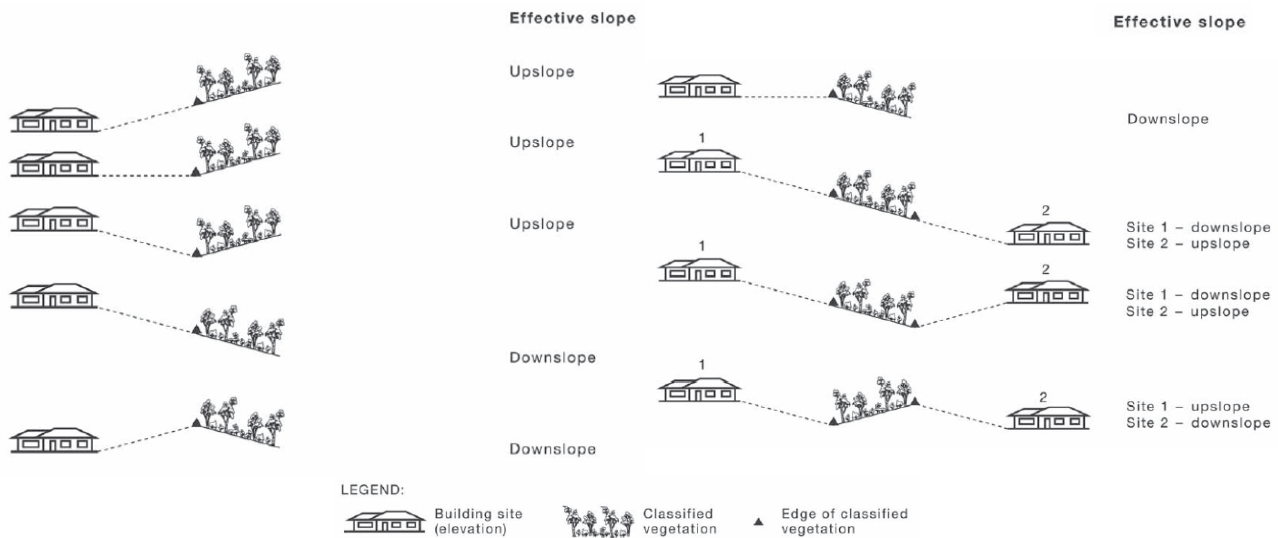 Effective slope
Upslope
Upslope
Upslope
Downslope
Downslope
Effective slope
Downslope
1
2
Site 1 – downslope
Site 2 – upslope
1
2
Site 1 – downslope
Site 2 – upslope
1
2
Site 1 – upslope
Site 2 – downslope
LEGEND:
Building site
(elevation)
Classified
vegetation
Edge of classified
vegetation